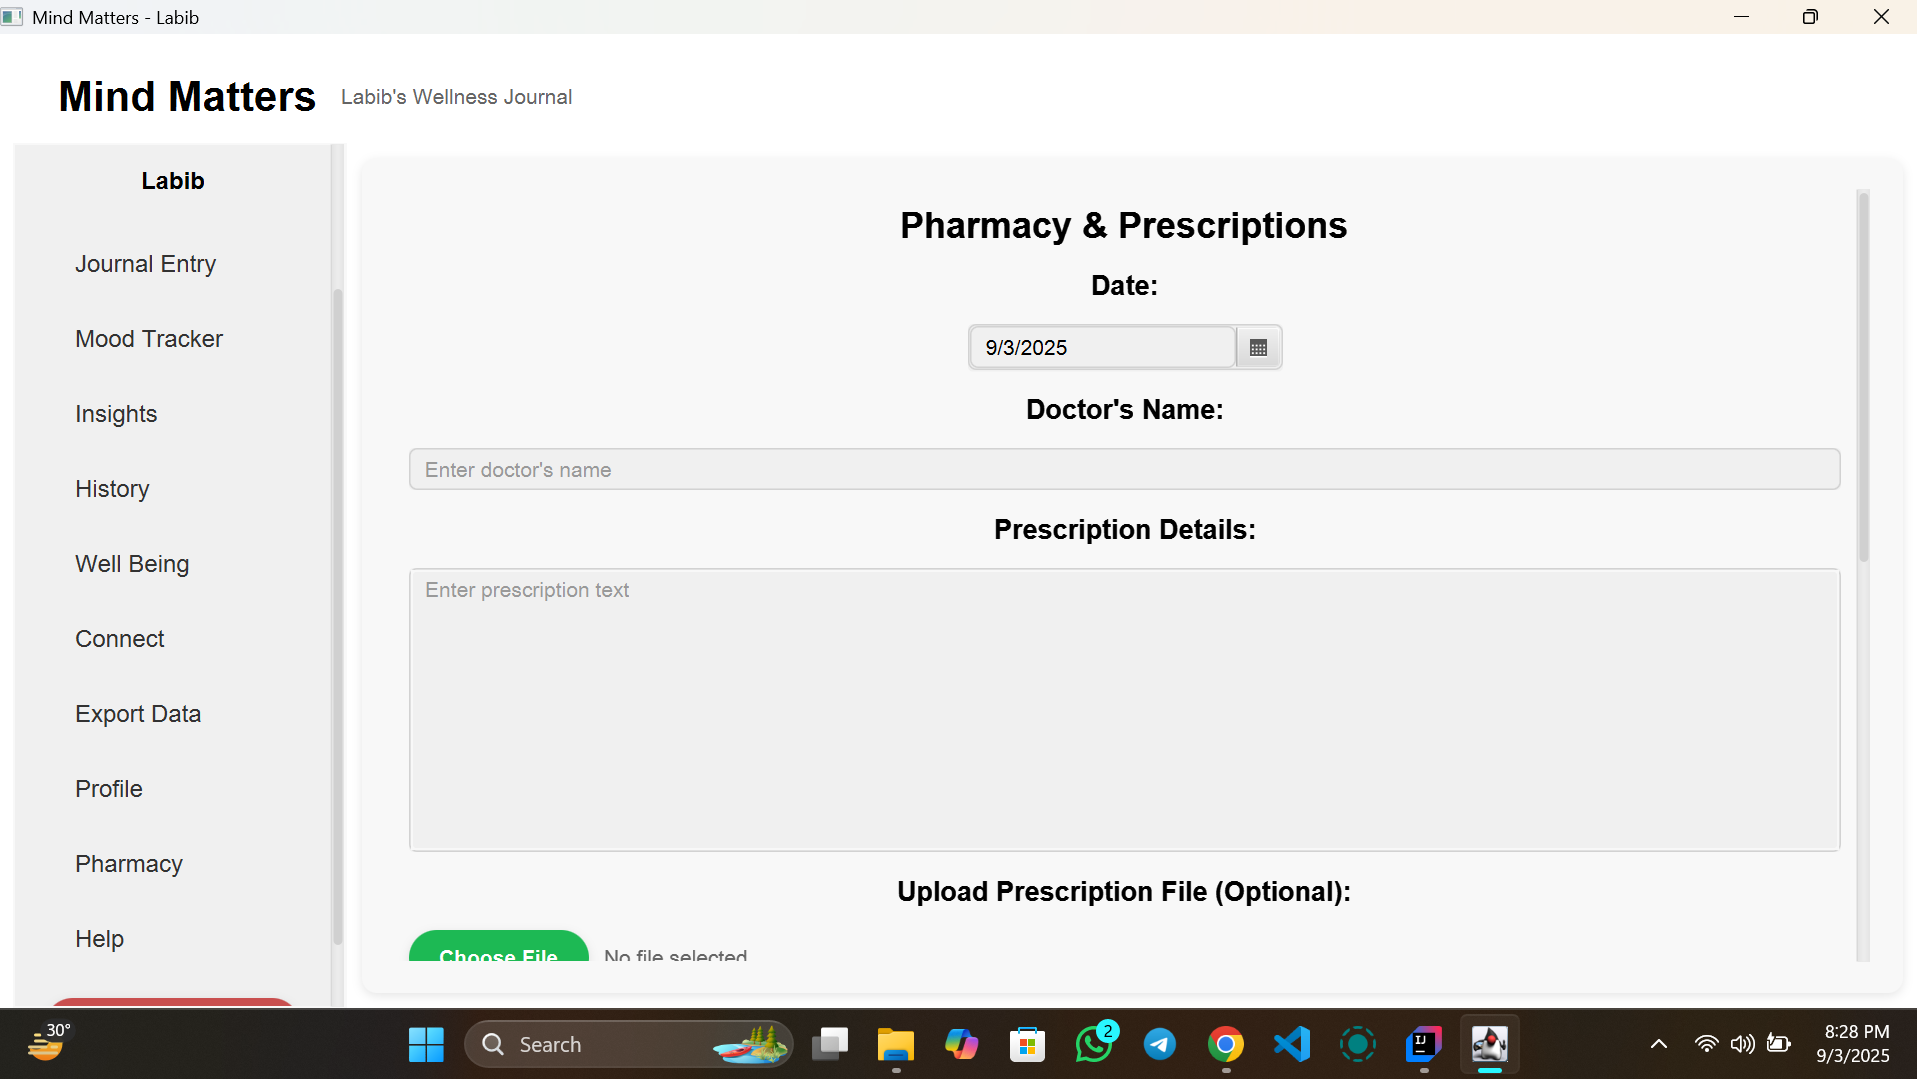 Mind Matters - Labib
Mind Matters
Labib's Wellness Journal
Labib
Journal Entry
Mood Tracker
Insights
History
Well Being
Connect
Export Data
Profile
Pharmacy
Help
Pharmacy & Prescriptions
Date:
9/3/2025
Doctor's Name:
Enter doctor's name
Prescription Details:
Enter prescription text
Upload Prescription File (Optional):
Choose File
No file selected
30°
Search
2
IJ
8:28 PM
9/3/2025